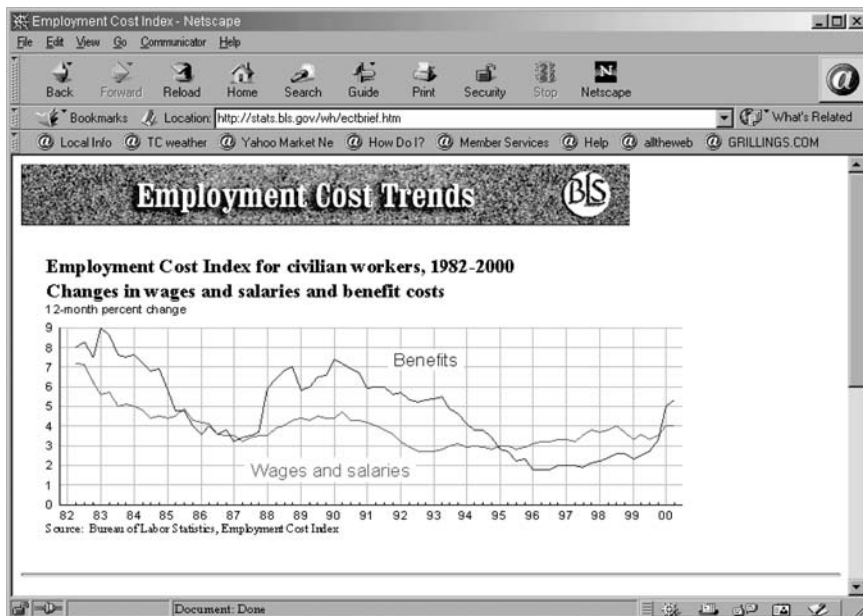 Employment Cost Index - Netscape
File Edit View Go Communicator Help
Back Forward Reload Home Search Guide Print Security Stop Netscape
Bookmarks Location: http://stats.bls.gov/wh/ectbrief.htm What's Related
Local Info TC weather Yahoo Market Ne How Do I? Member Services Help alltheweb GRILLINGS.COM
Employment Cost Trends BLS
Employment Cost Index for civilian workers, 1982-2000
Changes in wages and salaries and benefit costs
12-month percent change
9
8
7
6
5
4
3
2
1
0
Benefits
Wages and salaries
82 83 84 85 86 87 88 89 90 91 92 93 94 95 96 97 98 99 00
Source: Bureau of Labor Statistics, Employment Cost Index
Document: Done